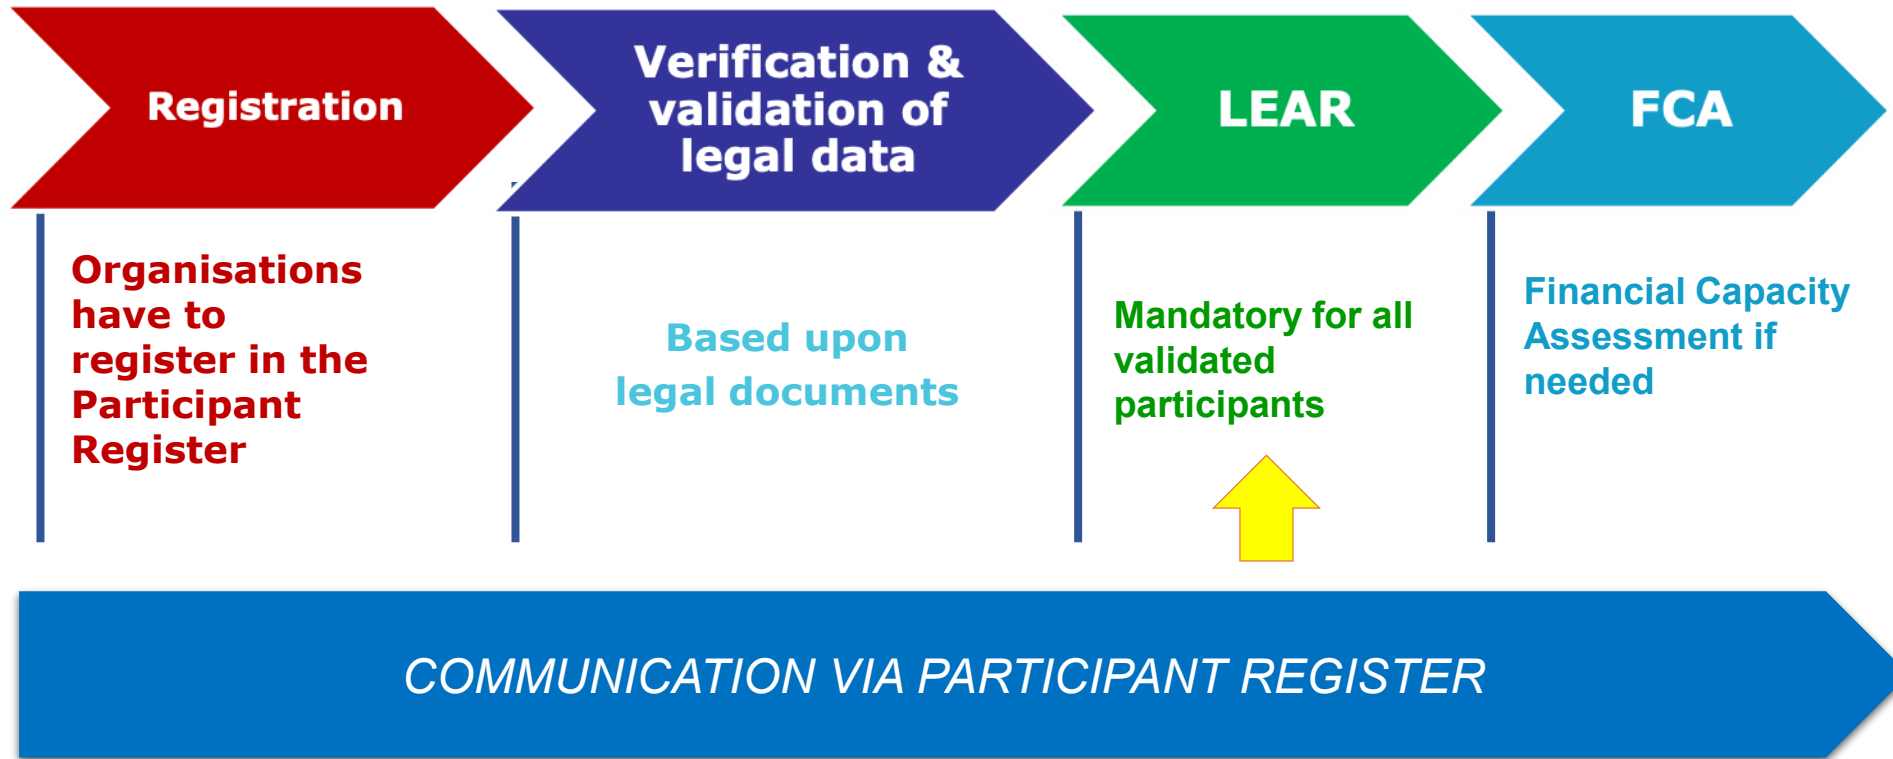 Registration
Verification &
validation of
legal data
LEAR
FCA
Organisations
have to
register in the
Participant
Register
Based upon
legal documents
Mandatory for all
validated
participants
Financial Capacity
Assessment if
needed
COMMUNICATION VIA PARTICIPANT REGISTER